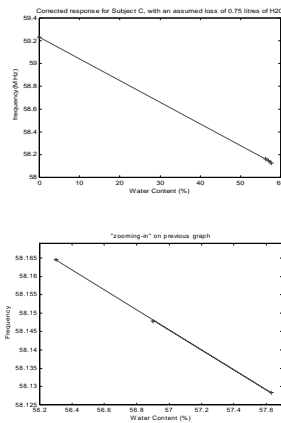 Corrected response for Subject C, with an assumed loss of 0.75 litres of H2O
59.4
59.2
59
58.8
58.6
58.4
58.2
58
frequency(MHz)
0 10 20 30 40 50 60
Water Content (%)
"zooming-in" on previous graph
58.165
58.16
58.155
58.15
58.145
58.14
58.135
58.13
58.125
Frequency
56.2 56.4 56.6 56.8 57 57.2 57.4 57.6
Water Content (%)